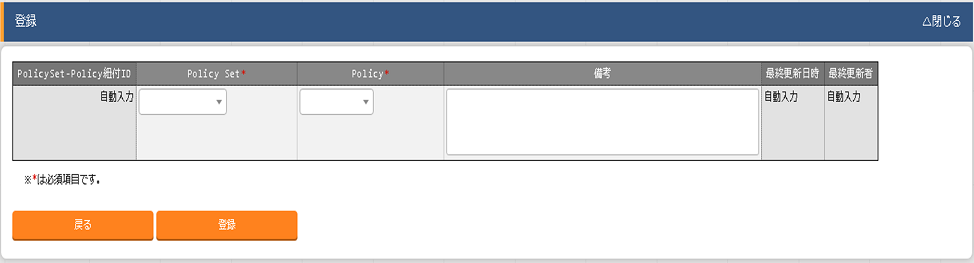 登録 △閉じる
PolicySet-Policy紐付ID Policy Set* Policy* 備考 最終更新日時 最終更新者
自動入力 自動入力 自動入力
※*は必須項目です。
戻る 登録